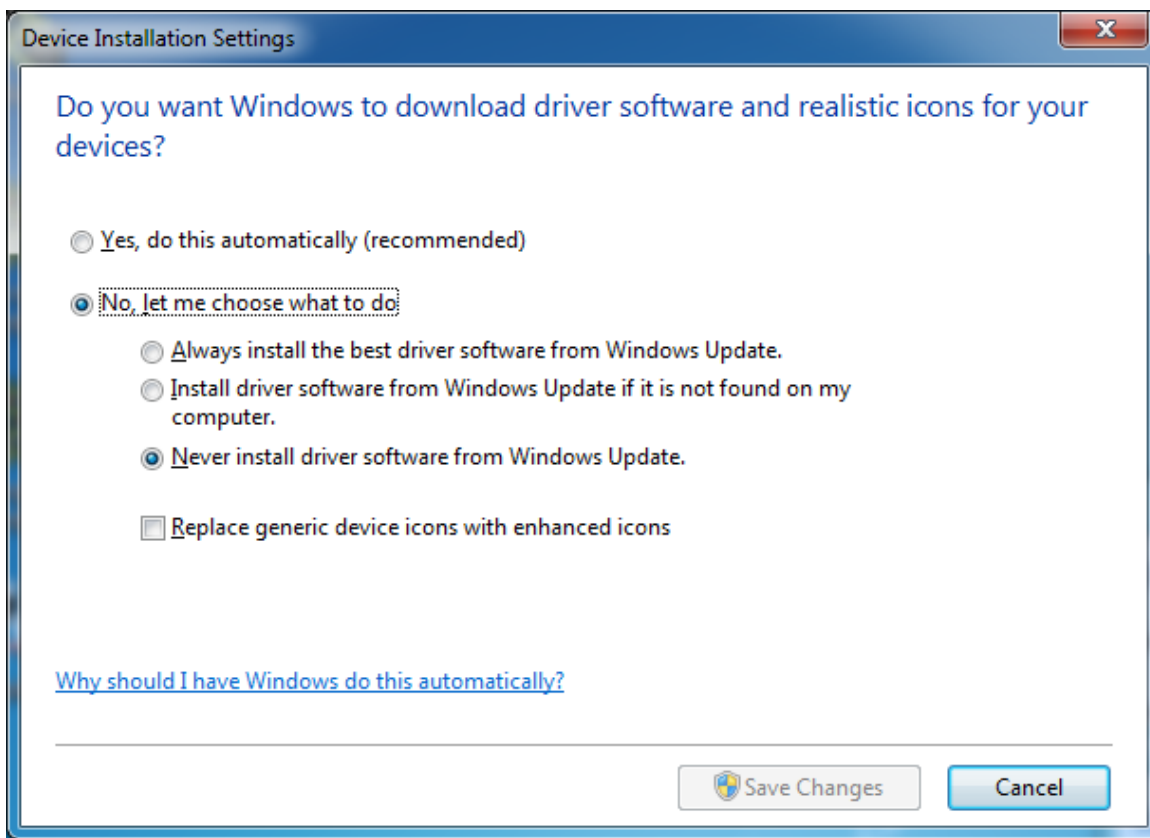 Device Installation Settings
Do you want Windows to download driver software and realistic icons for your
devices?
Yes, do this automatically (recommended)
No, let me choose what to do
Always install the best driver software from Windows Update.
Install driver software from Windows Update if it is not found on my
computer.
Never install driver software from Windows Update.
Replace generic device icons with enhanced icons
Why should I have Windows do this automatically?
Save Changes
Cancel